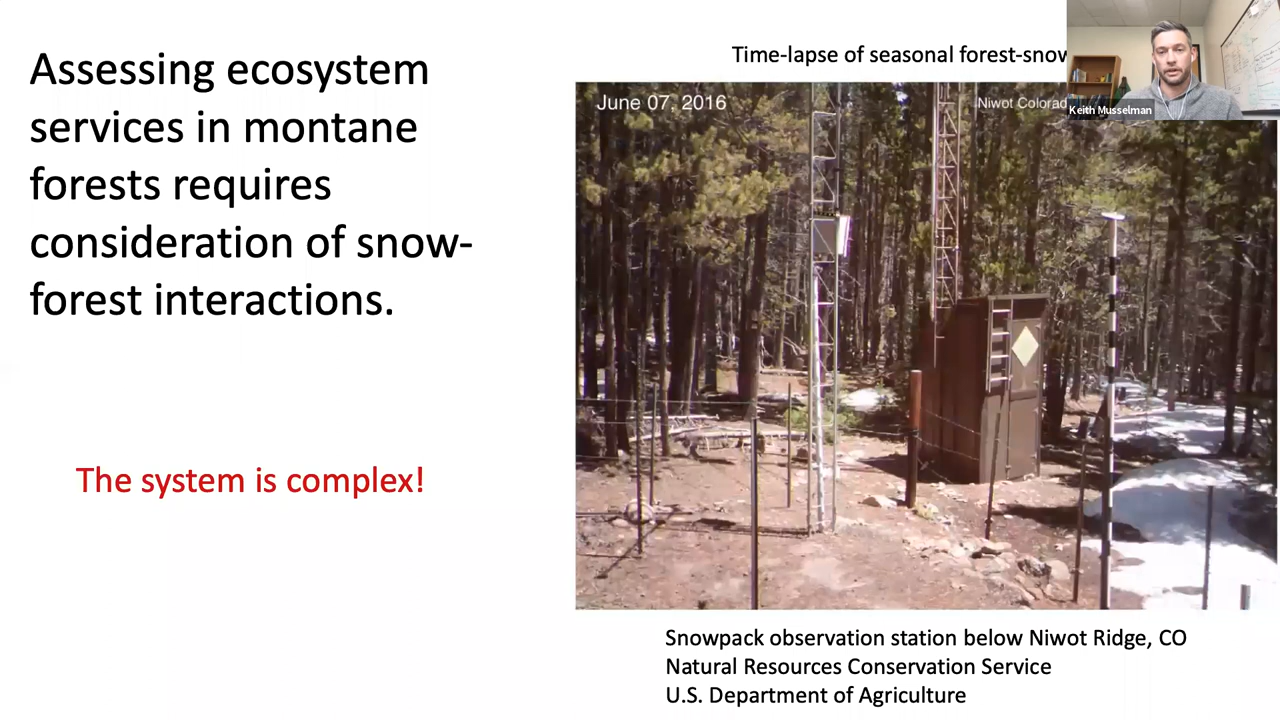 Assessing ecosystem
services in montane
forests requires
consideration of snow-
forest interactions.
The system is complex!
Time-lapse of seasonal forest-snow
June 07, 2016
Niwot Colorad
Keith Musselman
Snowpack observation station below Niwot Ridge, CO
Natural Resources Conservation Service
U.S. Department of Agriculture